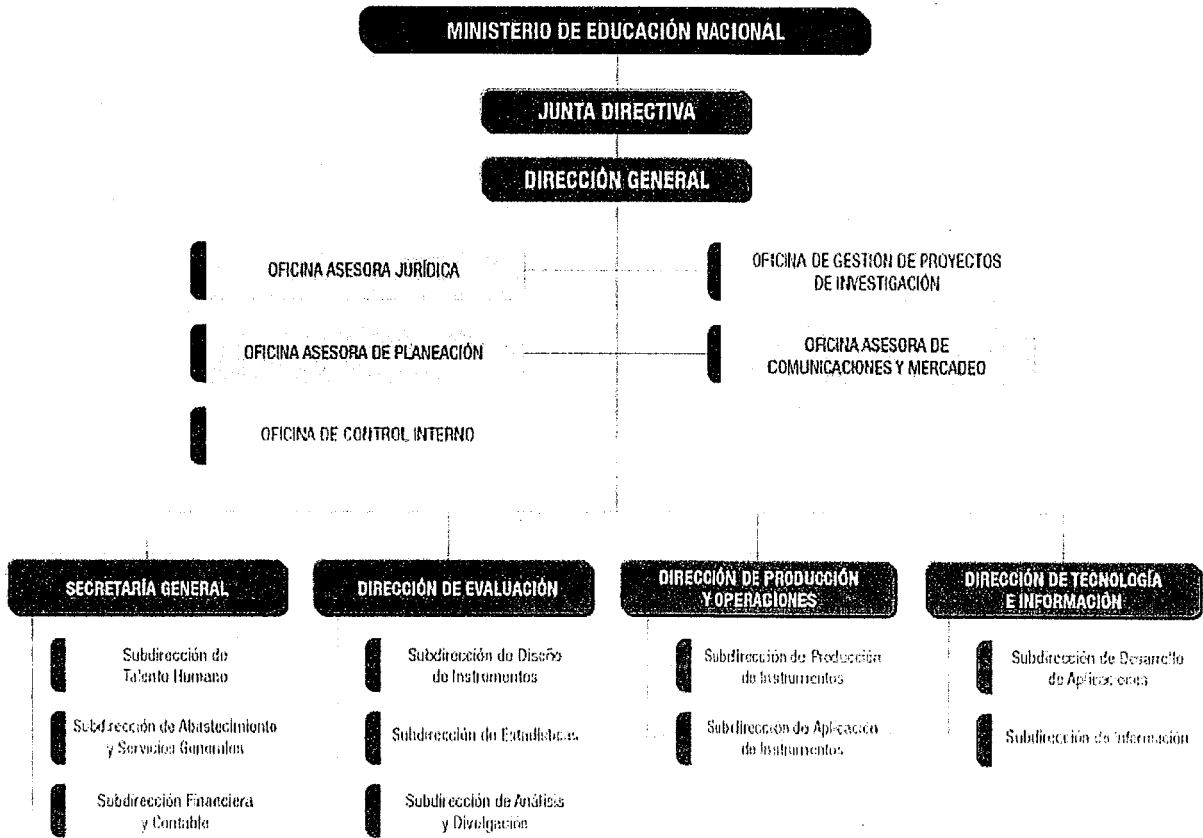 MINISTERIO DE EDUCACIÓN NACIONAL
JUNTA DIRECTIVA
DIRECCIÓN GENERAL
OFICINA ASESORA JURÍDICA
OFICINA DE GESTIÓN DE PROYECTOS
DE INVESTIGACIÓN
OFICINA ASESORA DE PLANEACIÓN
OFICINA ASESORA DE
COMUNICACIONES Y MERCADEO
OFICINA DE CONTROL INTERNO
SECRETARÍA GENERAL
Subdirección de
Talento Humano
Subdirección de Abastecimiento
y Servicios Generales
Subdirección Financiera
y Contable
DIRECCIÓN DE EVALUACIÓN
Subdirección de Diseño
de Instrumentos
Subdirección de Estadísticas
Subdirección de Análisis
y Divulgación
DIRECCIÓN DE PRODUCCIÓN
Y OPERACIONES
Subdirección de Producción
de Instrumentos
Subdirección de Aplicación
de Instrumentos
DIRECCIÓN DE TECNOLOGÍA
E INFORMACIÓN
Subdirección de Desarrollo
de Aplicaciones
Subdirección de Información